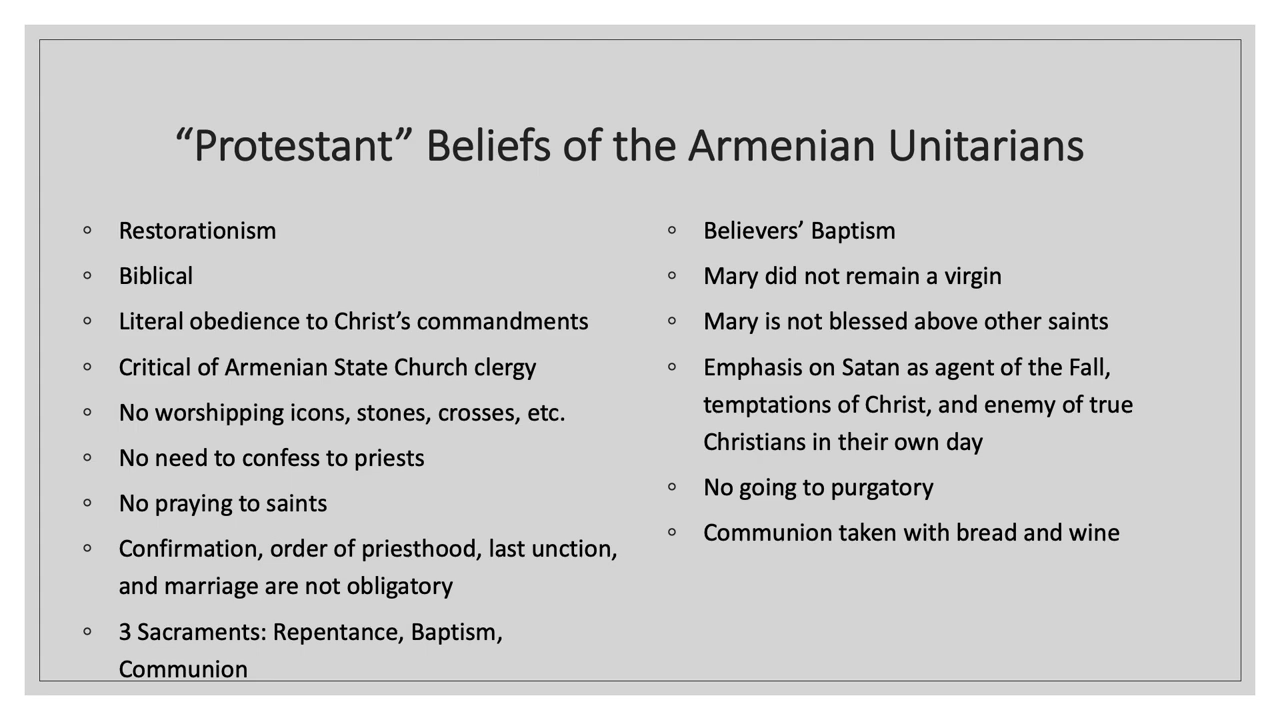 “Protestant” Beliefs of the Armenian Unitarians
◦ Restorationism
◦ Biblical
◦ Literal obedience to Christ’s commandments
◦ Critical of Armenian State Church clergy
◦ No worshipping icons, stones, crosses, etc.
◦ No need to confess to priests
◦ No praying to saints
◦ Confirmation, order of priesthood, last unction,
and marriage are not obligatory
◦ 3 Sacraments: Repentance, Baptism,
Communion
◦ Believers’ Baptism
◦ Mary did not remain a virgin
◦ Mary is not blessed above other saints
◦ Emphasis on Satan as agent of the Fall,
temptations of Christ, and enemy of true
Christians in their own day
◦ No going to purgatory
◦ Communion taken with bread and wine